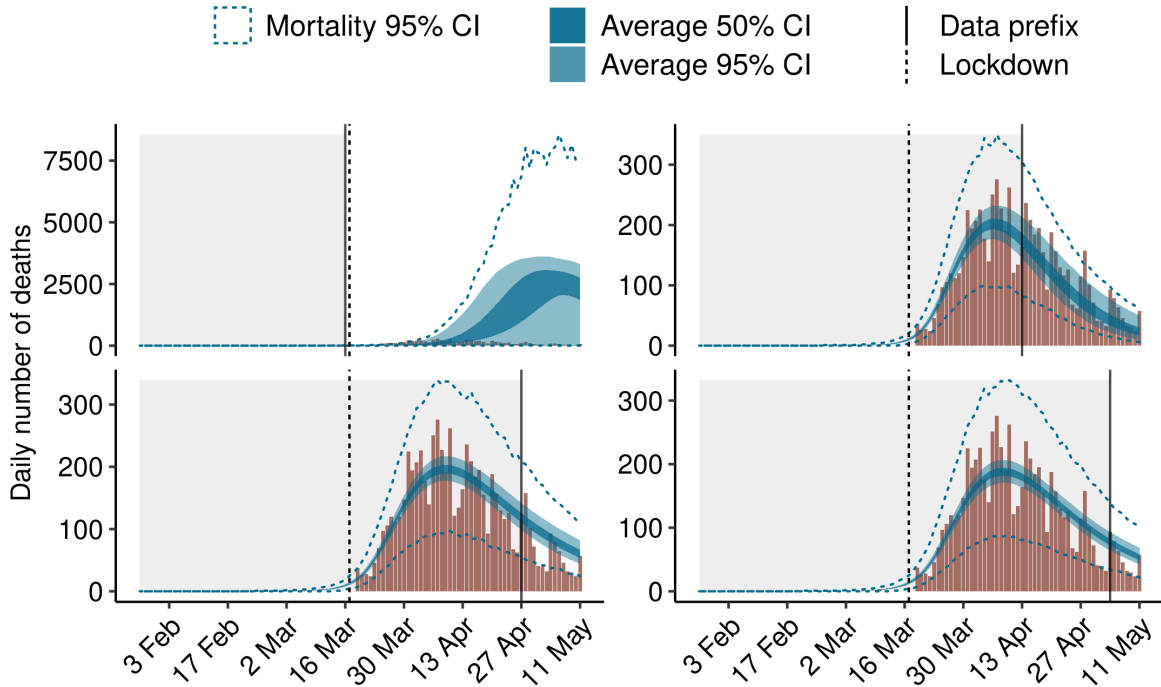 Mortality 95% CI
Average 50% CI
Average 95% CI
Data prefix
Lockdown
Daily number of deaths
7500
5000
2500
0
300
200
100
0
300
200
100
0
300
200
100
0
3 Feb
17 Feb
2 Mar
16 Mar
30 Mar
13 Apr
27 Apr
11 May
3 Feb
17 Feb
2 Mar
16 Mar
30 Mar
13 Apr
27 Apr
11 May